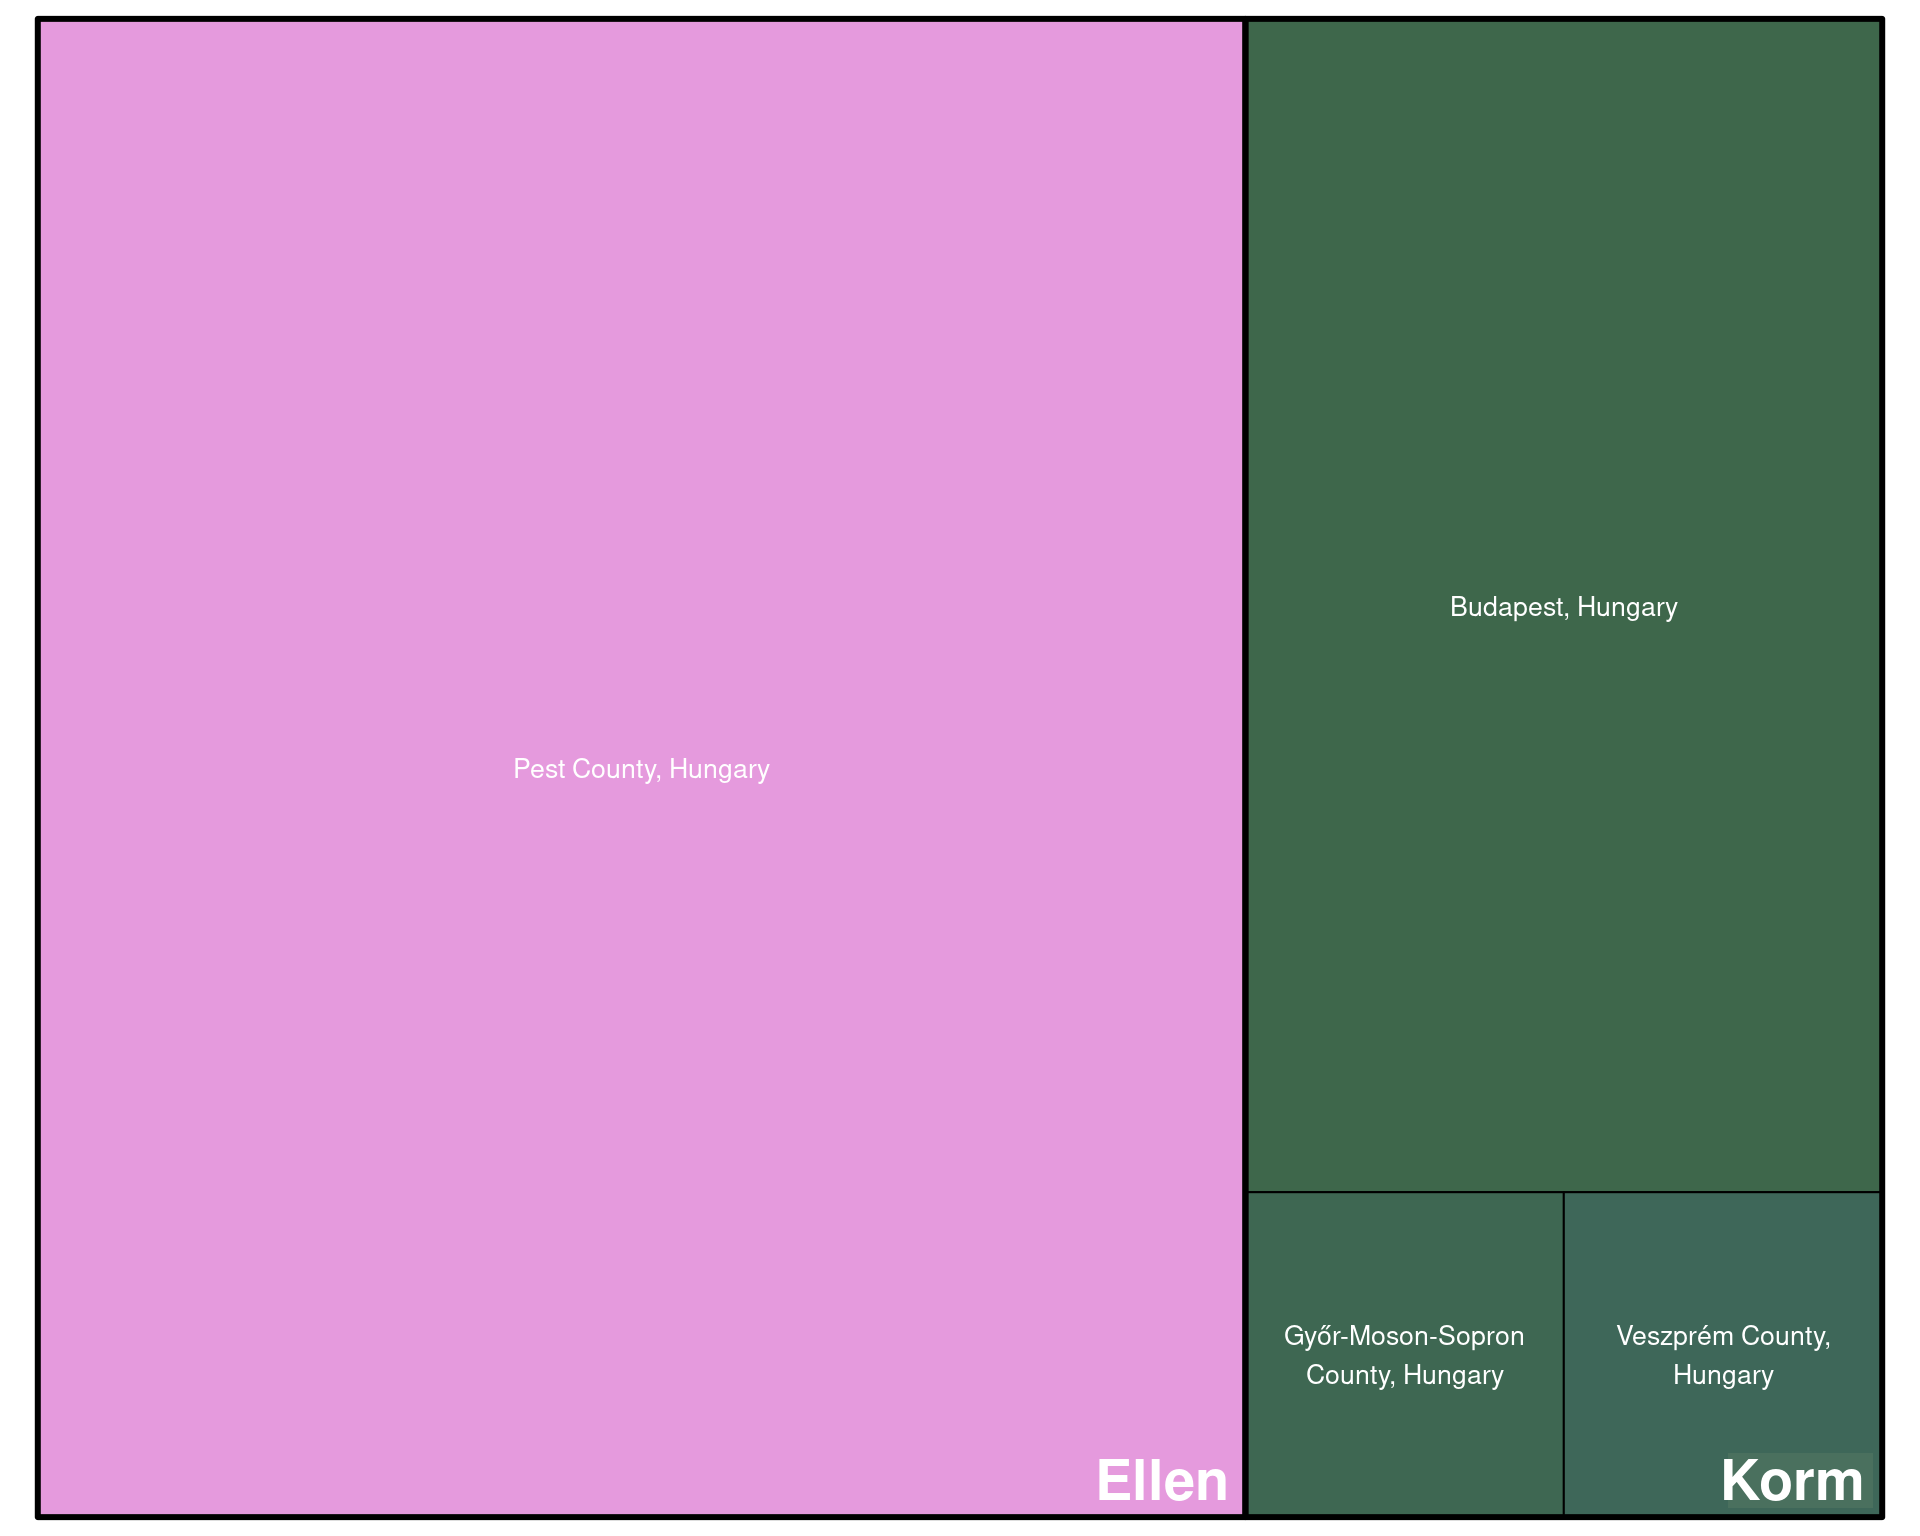 Budapest, Hungary
Pest County, Hungary
Győr-Moson-Sopron
County, Hungary
Veszprém County,
Hungary
Ellen
Korm